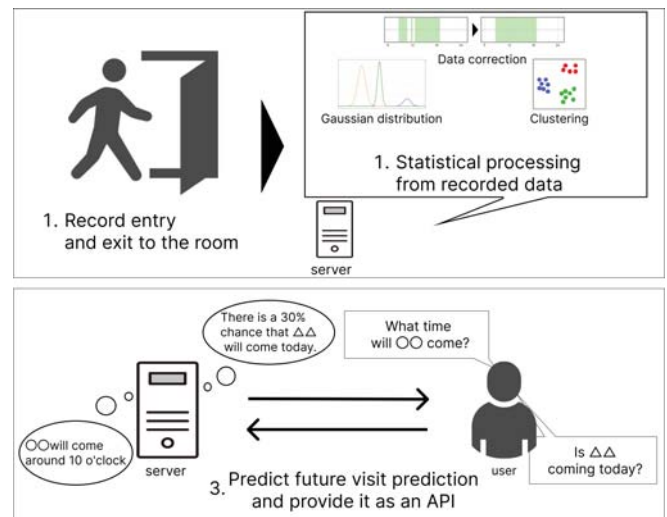 Data correction
Gaussian distribution
Clustering
1. Statistical processing
from recorded data
1. Record entry
and exit to the room
server
There is a 30%
chance that △△
will come today.
What time
will ○○ come?
○○will come
around 10 o'clock
server
user
Is △△
coming today?
3. Predict future visit prediction
and provide it as an API